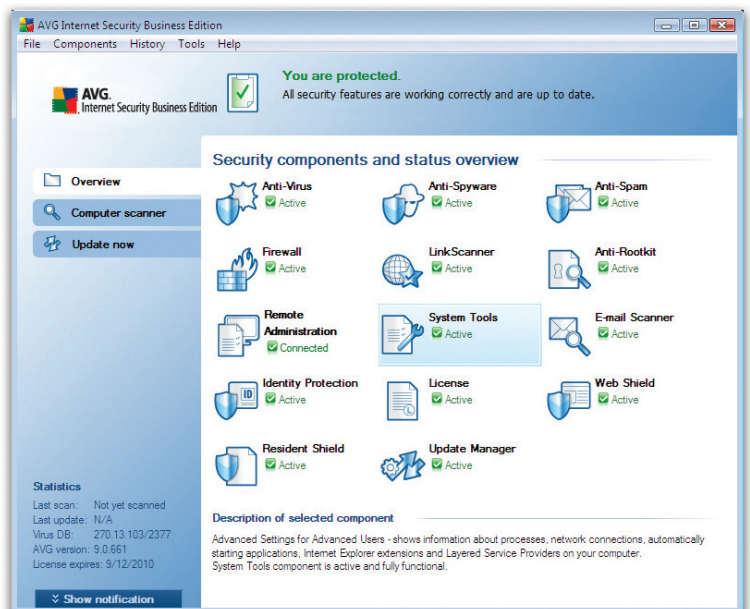 AVG Internet Security Business Edition
File Components History Tools Help
AVG.
Internet Security Business Edition
You are protected.
All security features are working correctly and are up to date.
Overview
Computer scanner
Update now
Security components and status overview
Anti-Virus
Active
Anti-Spyware
Active
Anti-Spam
Active
Firewall
Active
LinkScanner
Active
Anti-Rootkit
Active
Remote
Administration
Connected
System Tools
Active
E-mail Scanner
Active
Identity Protection
Active
ID
License
Active
Web Shield
Active
Resident Shield
Active
Update Manager
Active
Statistics
Last scan: Not yet scanned
Last update: N/A
Virus DB: 270.13.103/2377
AVG version: 9.0.661
License expires: 9/12/2010
Show notification
Description of selected component
Advanced Settings for Advanced Users - shows information about processes, network connections, automatically
starting applications, Internet Explorer extensions and Layered Service Providers on your computer.
System Tools component is active and fully functional.